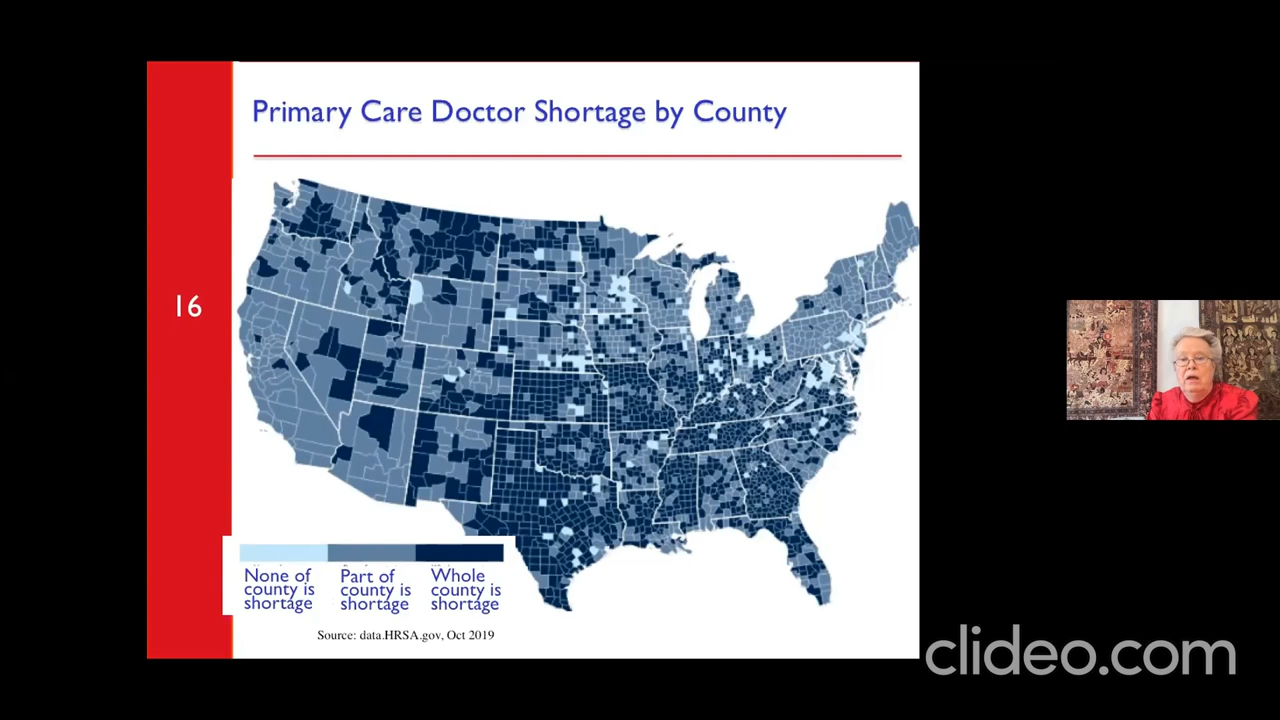 Primary Care Doctor Shortage by County
16
None of
county is
shortage
Part of
county is
shortage
Whole
county is
shortage
Source: data.HRSA.gov, Oct 2019
clideo.com